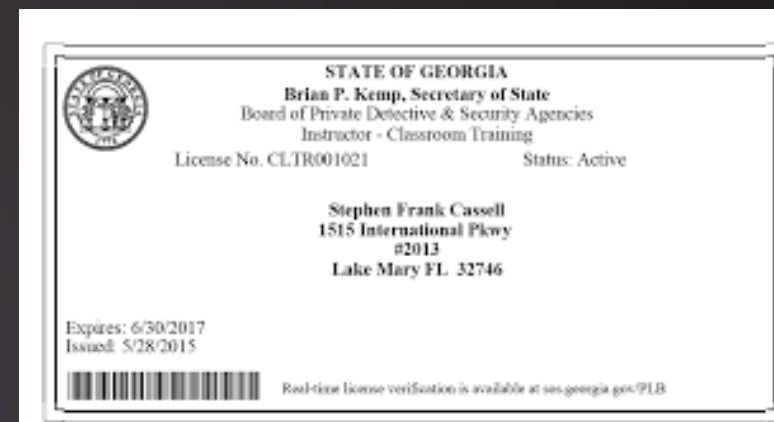 STATE OF GEORGIA
Brian P. Kemp, Secretary of State
Board of Private Detective & Security Agencies
Instructor - Classroom Training
License No. CLTR001021 Status: Active
Stephen Frank Cassell
1515 International Pkwy
#2013
Lake Mary FL 32746
Expires: 6/30/2017
Issued: 5/28/2015
Real-time license verification is available at sos.georgia.gov/PLB